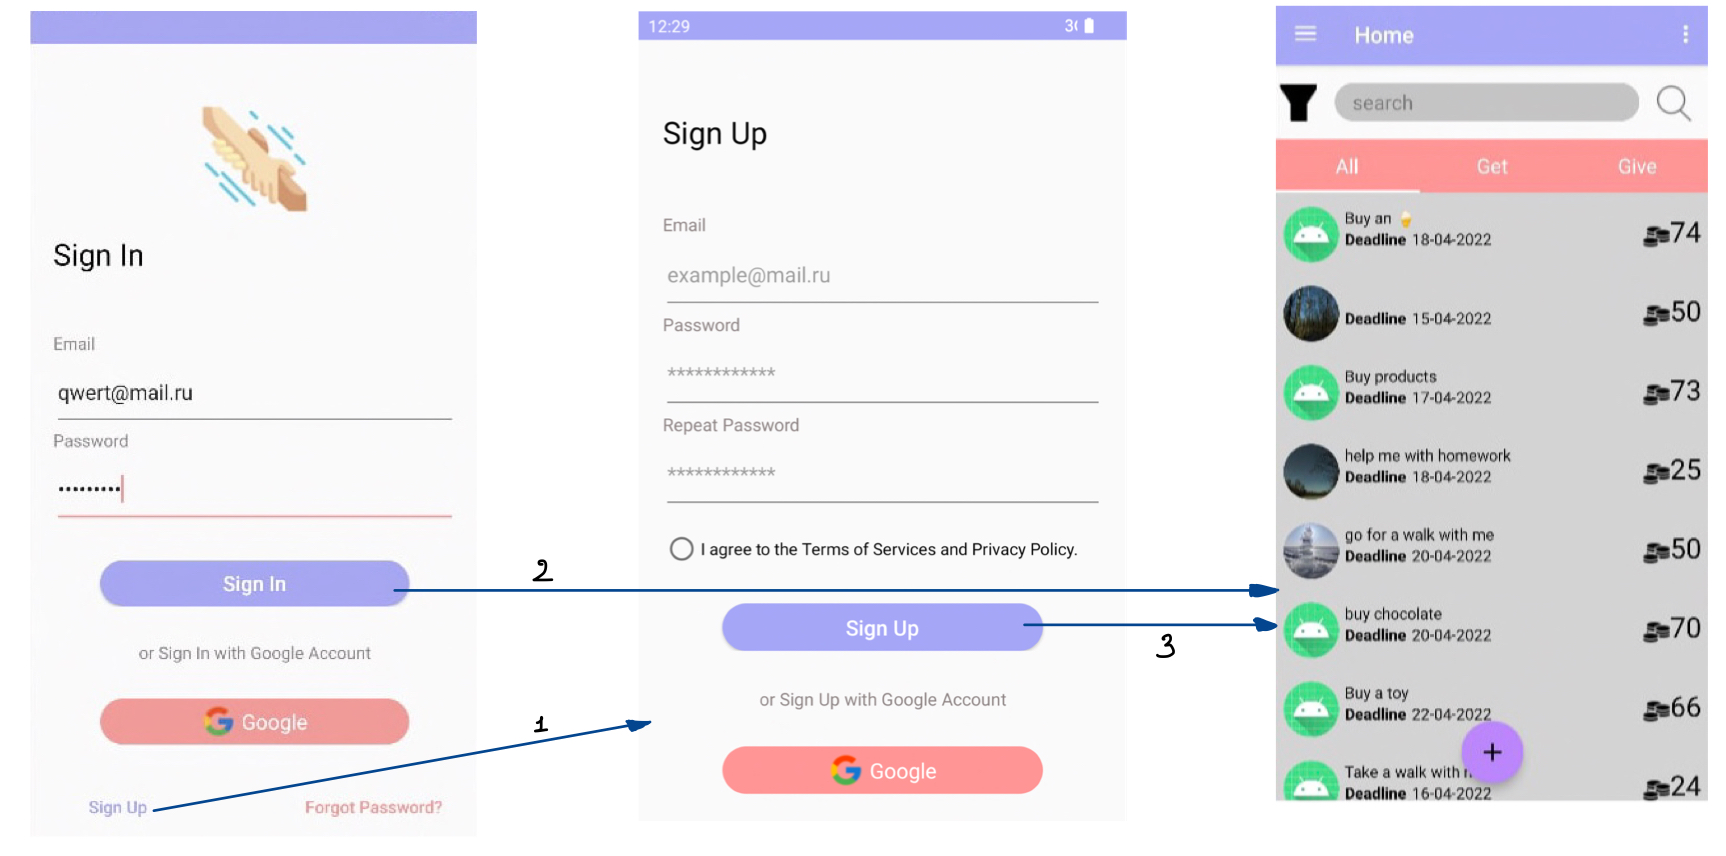 Sign In
Email
qwert@mail.ru
Password
•••••••••
Sign In
or Sign In with Google Account
Google
Sign Up
Forgot Password?
1
2
12:29
Sign Up
Email
example@mail.ru
Password
************
Repeat Password
************
I agree to the Terms of Services and Privacy Policy.
Sign Up
or Sign Up with Google Account
Google
3
Home
search
All Get Give
Buy an 🍦
Deadline 18-04-2022
74
Deadline 15-04-2022
50
Buy products
Deadline 17-04-2022
73
help me with homework
Deadline 18-04-2022
25
go for a walk with me
Deadline 20-04-2022
50
buy chocolate
Deadline 20-04-2022
70
Buy a toy
Deadline 22-04-2022
66
+
Take a walk with
Deadline 16-04-2022
24